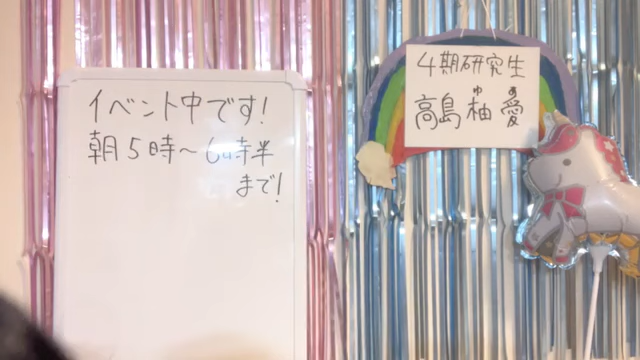 イベント中です!
朝5時~6時半
まで!
4期研究生
ゆ あ
高島柚愛